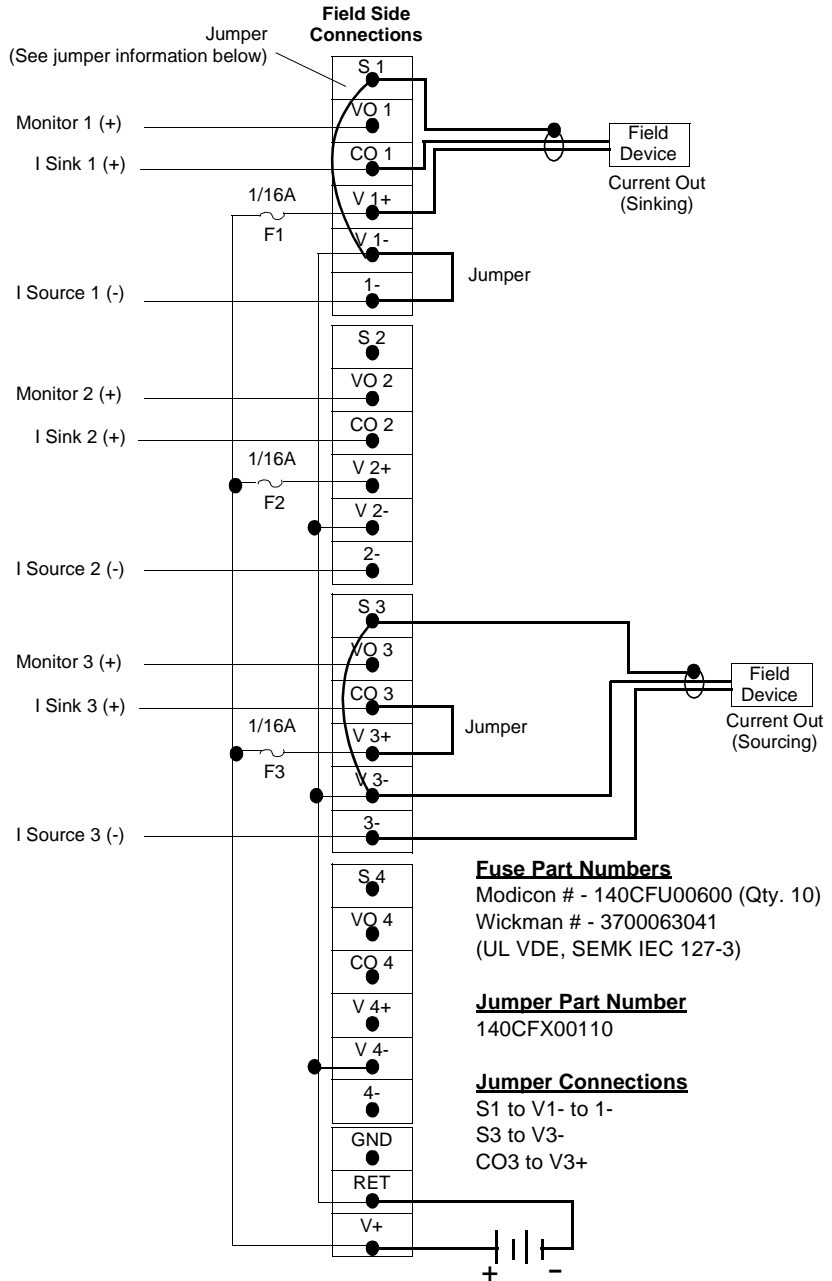 Field Side
Connections
Jumper
(See jumper information below)
S 1
VO 1
Monitor 1 (+)
CO 1
I Sink 1 (+)
Field
Device
Current Out
(Sinking)
1/16A
V 1+
F1
V 1-
Jumper
1-
I Source 1 (-)
S 2
VO 2
Monitor 2 (+)
CO 2
I Sink 2 (+)
1/16A
V 2+
F2
V 2-
2-
I Source 2 (-)
S 3
VO 3
Monitor 3 (+)
Field
Device
Current Out
(Sourcing)
CO 3
I Sink 3 (+)
1/16A
V 3+
Jumper
F3
V 3-
3-
I Source 3 (-)
S 4
VO 4
CO 4
V 4+
V 4-
4-
GND
RET
V+
+ -
Fuse Part Numbers
Modicon # - 140CFU00600 (Qty. 10)
Wickman # - 3700063041
(UL VDE, SEMK IEC 127-3)
Jumper Part Number
140CFX00110
Jumper Connections
S1 to V1- to 1-
S3 to V3-
CO3 to V3+